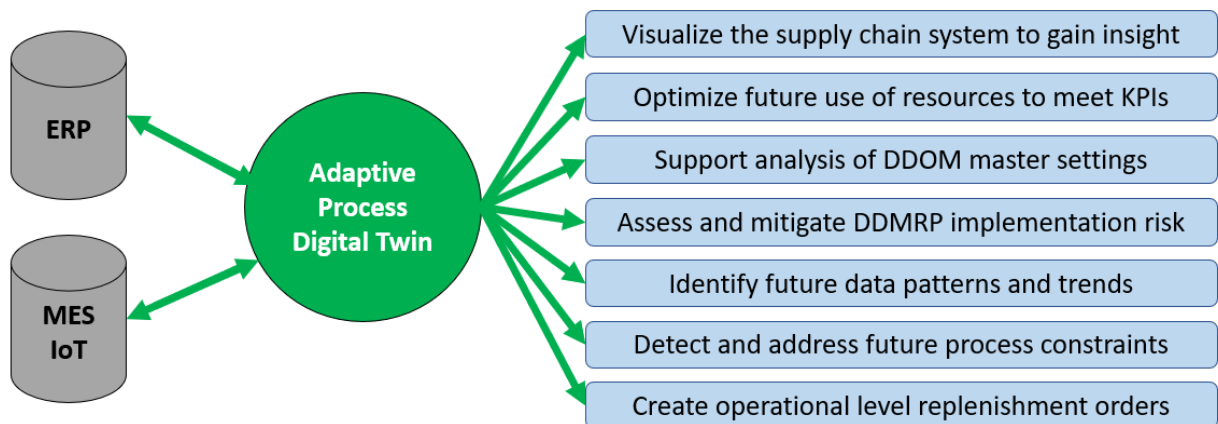 ERP
MES
IoT
Adaptive
Process
Digital Twin
Visualize the supply chain system to gain insight
Optimize future use of resources to meet KPIs
Support analysis of DDOM master settings
Assess and mitigate DDMRP implementation risk
Identify future data patterns and trends
Detect and address future process constraints
Create operational level replenishment orders